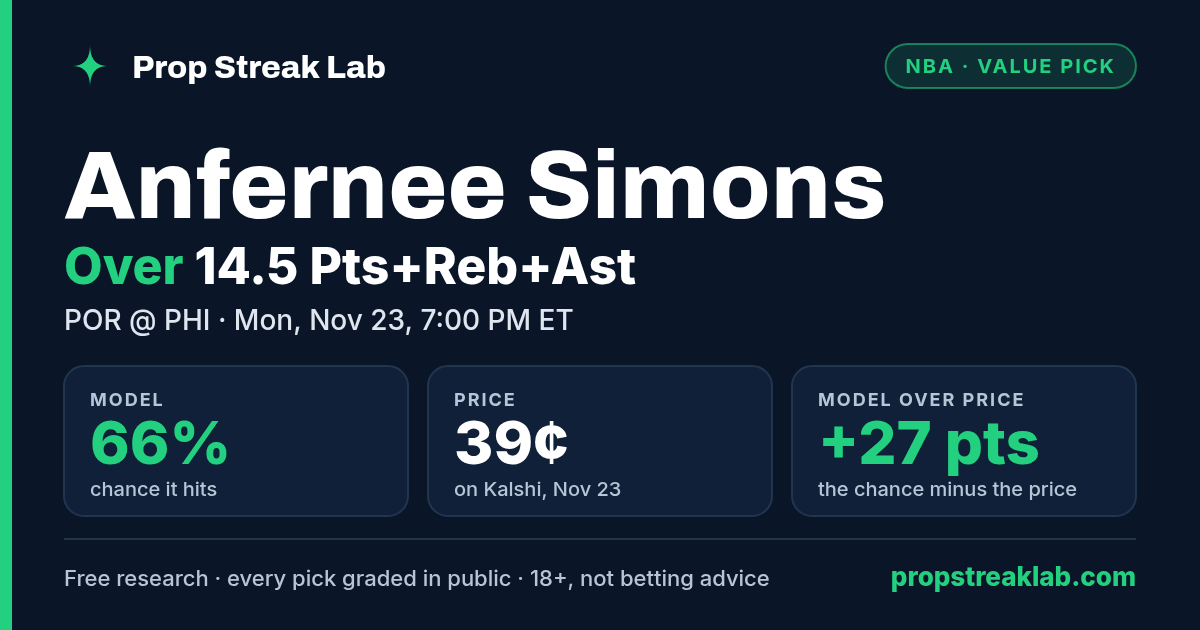 Prop Streak Lab
NBA · VALUE PICK
Anfernee Simons
Over 14.5 Pts+Reb+Ast
POR @ PHI · Mon, Nov 23, 7:00 PM ET
MODEL
66%
chance it hits
PRICE
39¢
on Kalshi, Nov 23
MODEL OVER PRICE
+27 pts
the chance minus the price
Free research · every pick graded in public · 18+, not betting advice
propstreaklab.com